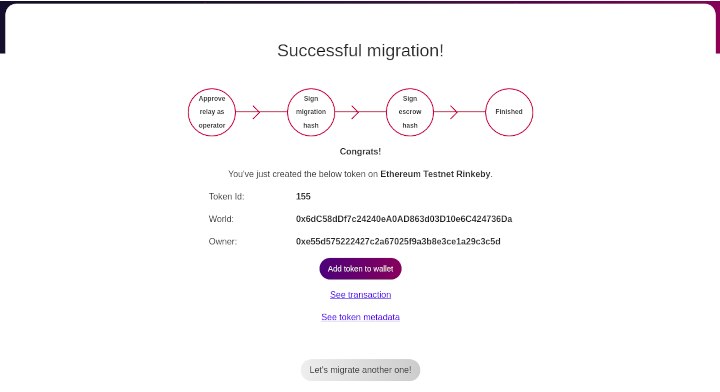 Successful migration!
Approve
relay as
operator
Sign
migration
hash
Sign
escrow
hash
Finished
Congrats!
You've just created the below token on Ethereum Testnet Rinkeby.
Token Id: 155
World: 0x6dC58dDf7c24240eA0AD863d03D10e6C424736Da
Owner: 0xe55d575222427c2a67025f9a3b8e3ce1a29c3c5d
Add token to wallet
See transaction
See token metadata
Let's migrate another one!